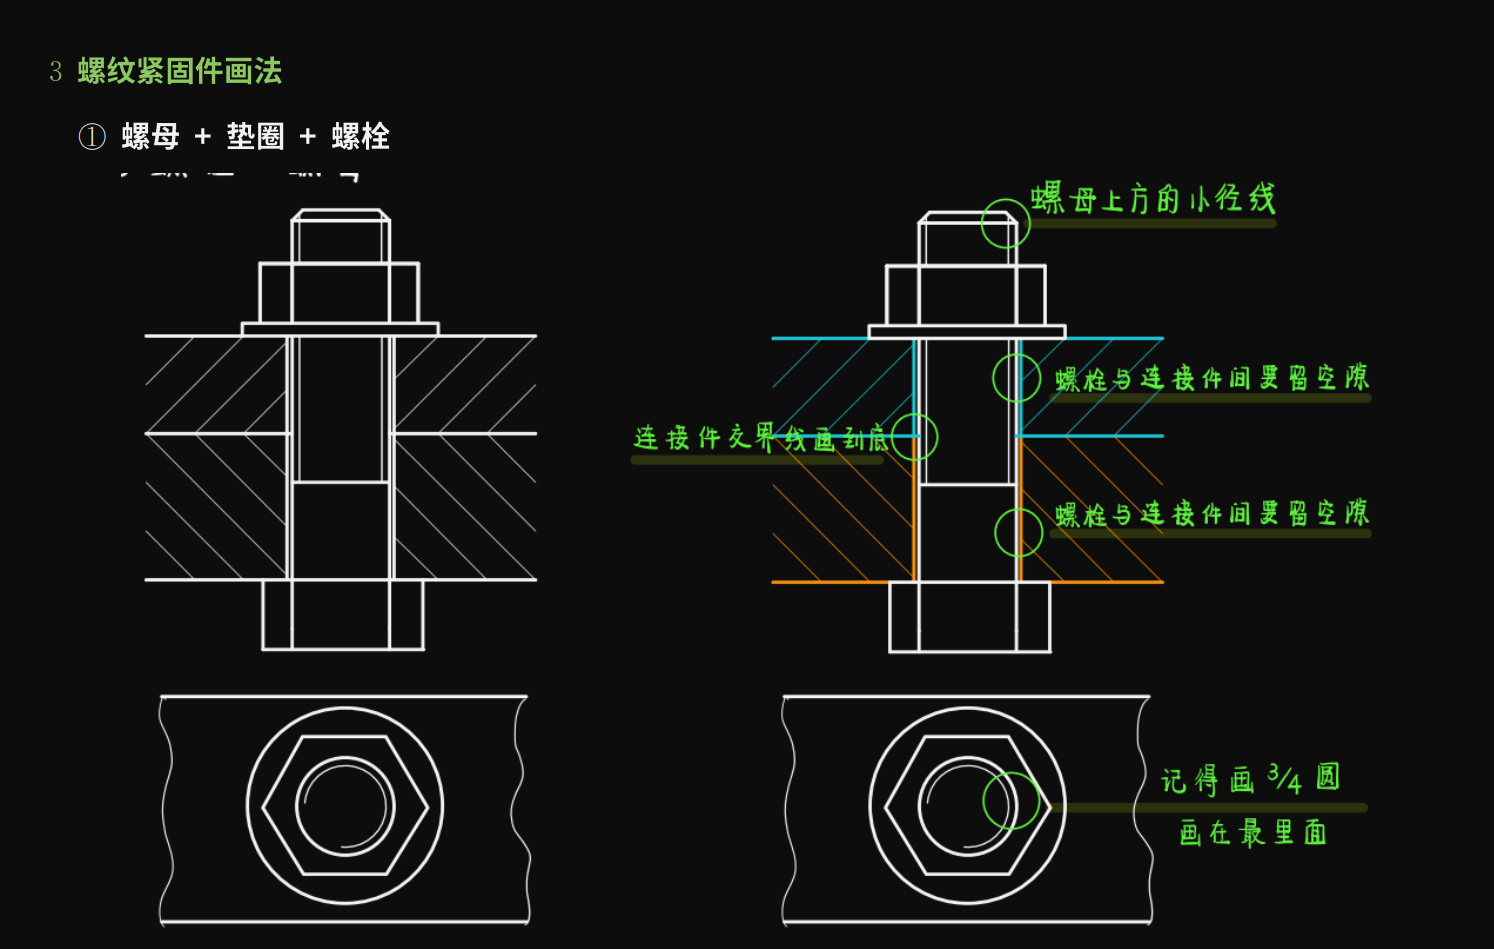 3 螺纹紧固件画法
① 螺母 + 垫圈 + 螺栓
螺母上方的小径线
螺栓与连接件间要留空隙
连接件交界线画到底
螺栓与连接件间要留空隙
记得画 3/4 圆
画在最里面